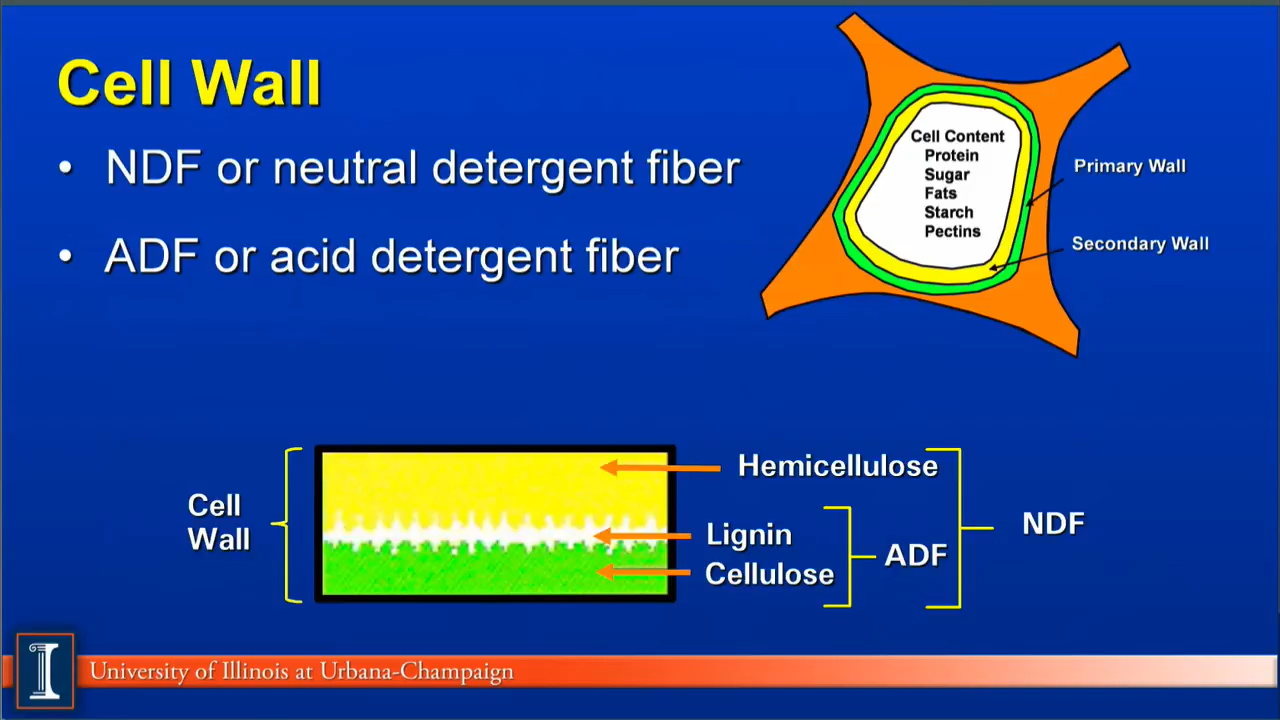 Cell Wall
• NDF or neutral detergent fiber
• ADF or acid detergent fiber
Cell Content
Protein
Sugar
Fats
Starch
Pectins
Primary Wall
Secondary Wall
Cell
Wall
Hemicellulose
Lignin
Cellulose
ADF
NDF
I
University of Illinois at Urbana-Champaign